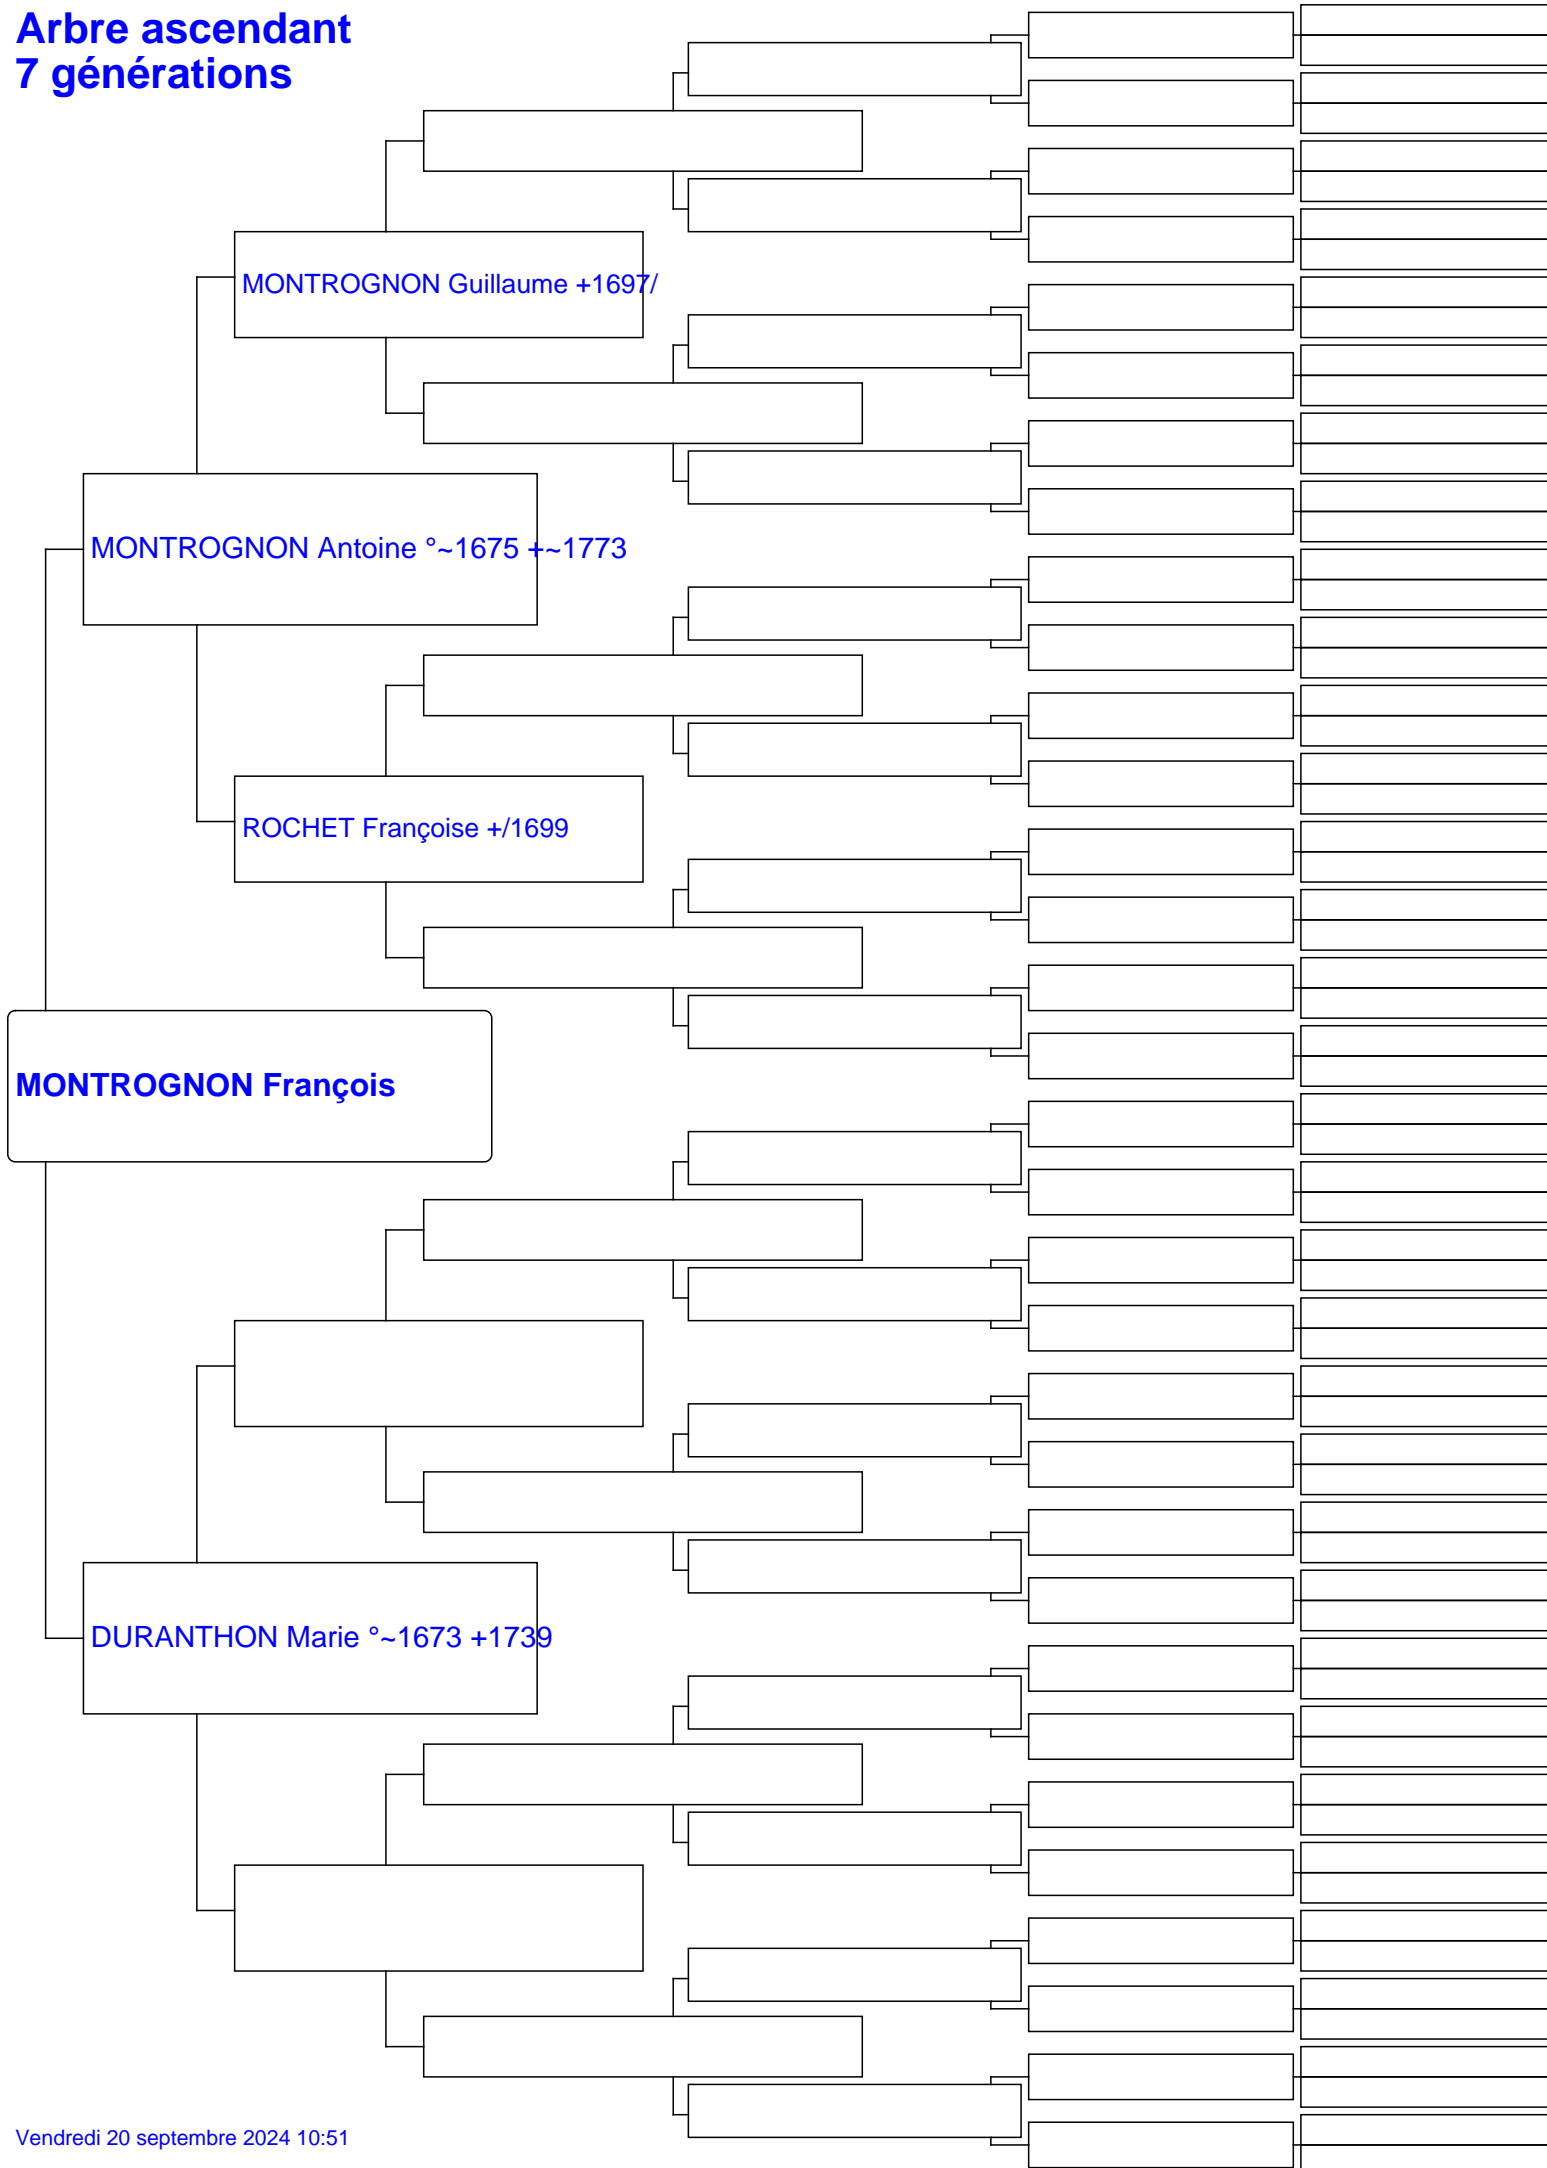 Arbre ascendant
7 générations
MONTROGNON Guillaume +1697/
MONTROGNON Antoine °~1675 +~1773
ROCHET Françoise +/1699
MONTROGNON François
DURANTHON Marie °~1673 +1739
Vendredi 20 septembre 2024 10:51